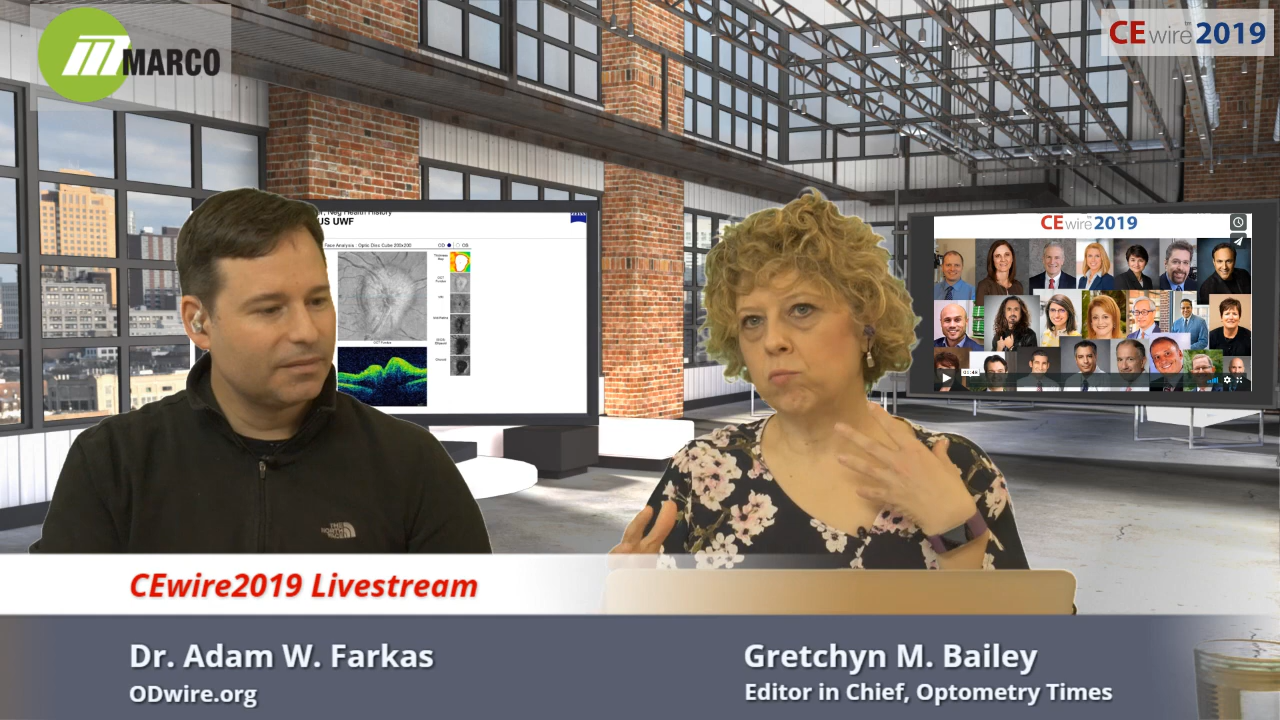 MARCO
CEwire™2019
CEwire2019
US UWF
THE
NORTH
FACE
CEwire2019 Livestream
Dr. Adam W. Farkas
ODwire.org
Gretchyn M. Bailey
Editor in Chief, Optometry Times